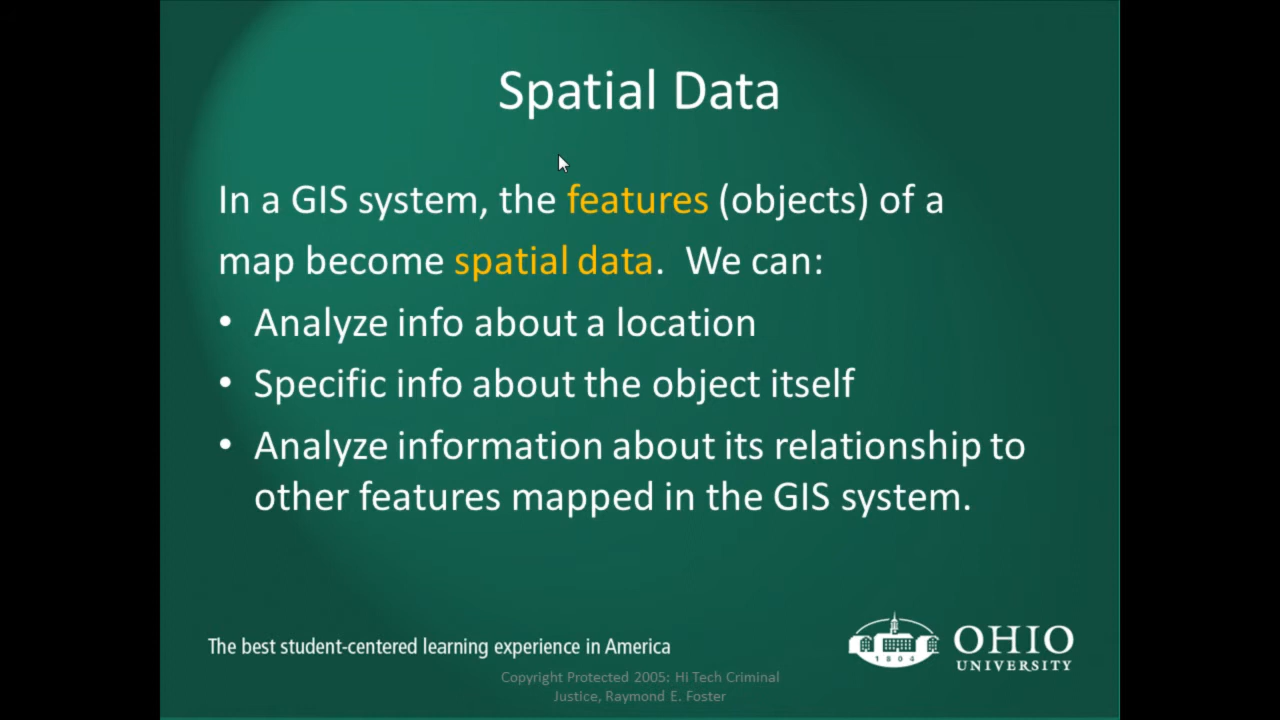 Spatial Data
In a GIS system, the features (objects) of a
map become spatial data. We can:
• Analyze info about a location
• Specific info about the object itself
• Analyze information about its relationship to
other features mapped in the GIS system.
The best student-centered learning experience in America
1804
OHIO
UNIVERSITY
Copyright Protected 2005: Hi Tech Criminal
Justice, Raymond E. Foster